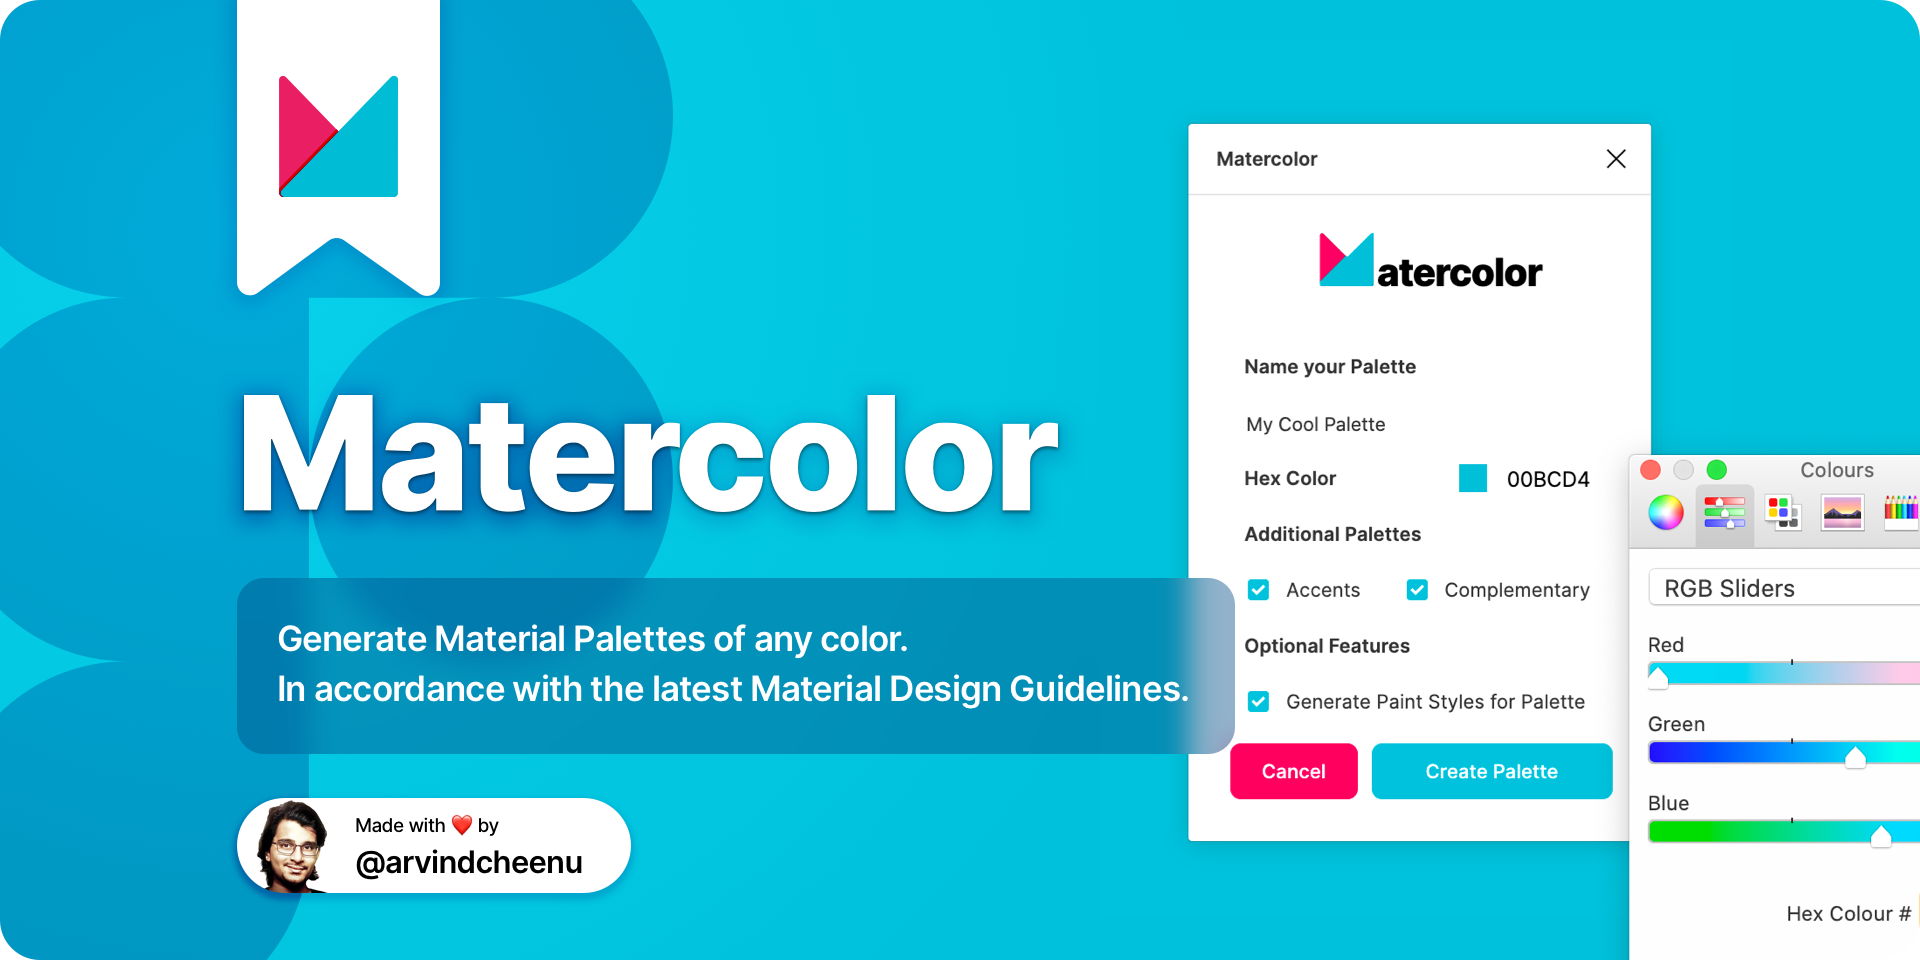 Matercolor
Generate Material Palettes of any color.
In accordance with the latest Material Design Guidelines.
Made with ❤️ by
@arvindcheenu
Matercolor
atercolor
Name your Palette
My Cool Palette
Hex Color 00BCD4
Additional Palettes
Accents Complementary
Optional Features
Generate Paint Styles for Palette
Cancel Create Palette
Colours
RGB Sliders
Red
Green
Blue
Hex Colour #